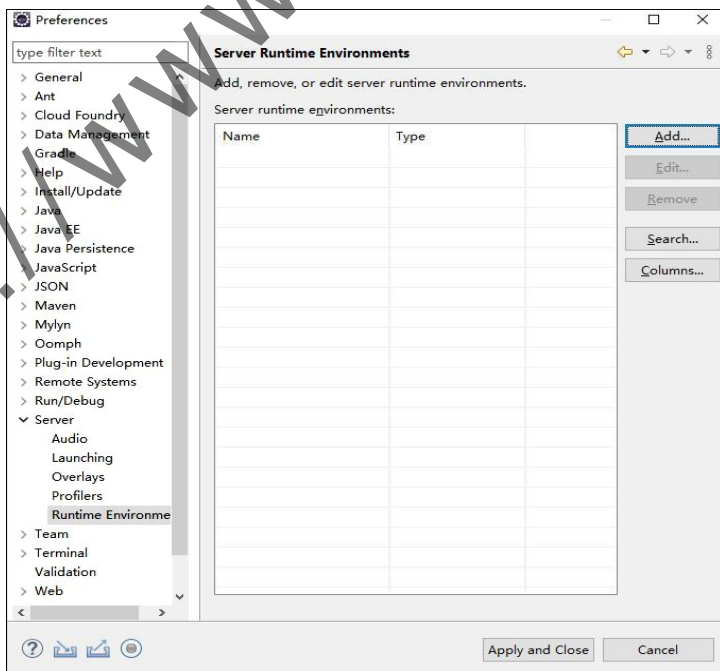 Preferences
type filter text
General
Ant
Cloud Foundry
Data Management
Gradle
Help
Install/Update
Java
Java EE
Java Persistence
JavaScript
JSON
Maven
Mylyn
Oomph
Plug-in Development
Remote Systems
Run/Debug
Server
Audio
Launching
Overlays
Profilers
Runtime Environme
Team
Terminal
Validation
Web
Server Runtime Environments
Add, remove, or edit server runtime environments.
Server runtime environments:
Name Type
Add...
Edit...
Remove
Search...
Columns...
Apply and Close Cancel
://www